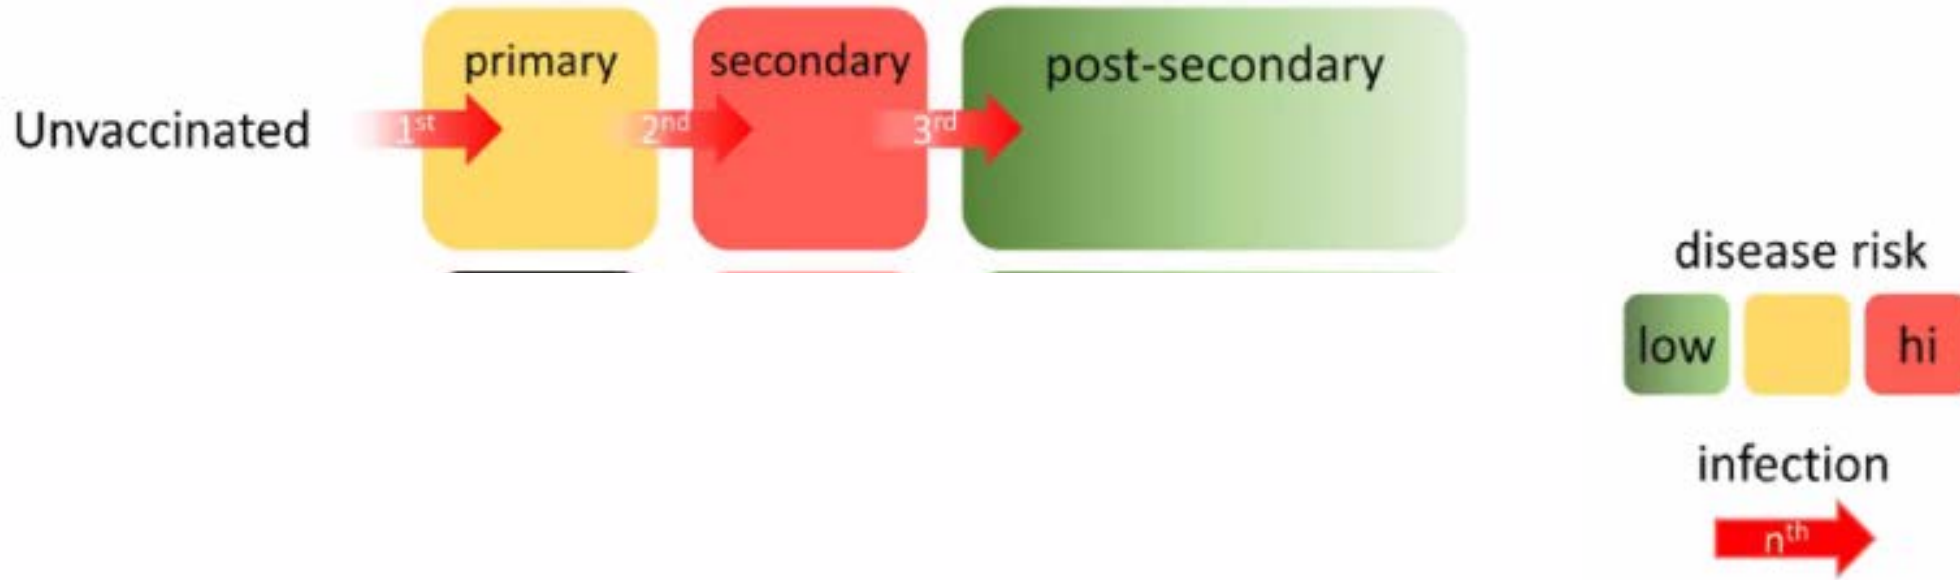 primary
secondary
post-secondary
Unvaccinated
1st
2nd
3rd
disease risk
low
hi
infection
nth